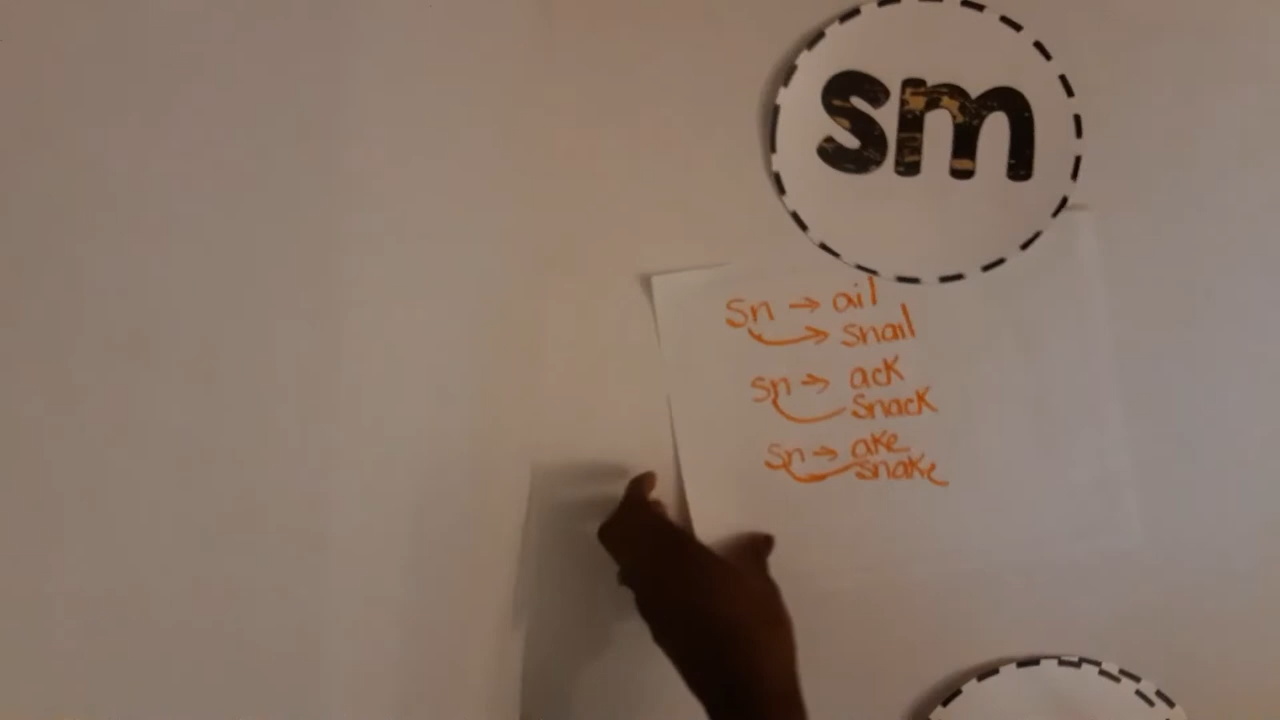 sm
sn → ail
snail
sn → ack
snack
sn → ake
snake